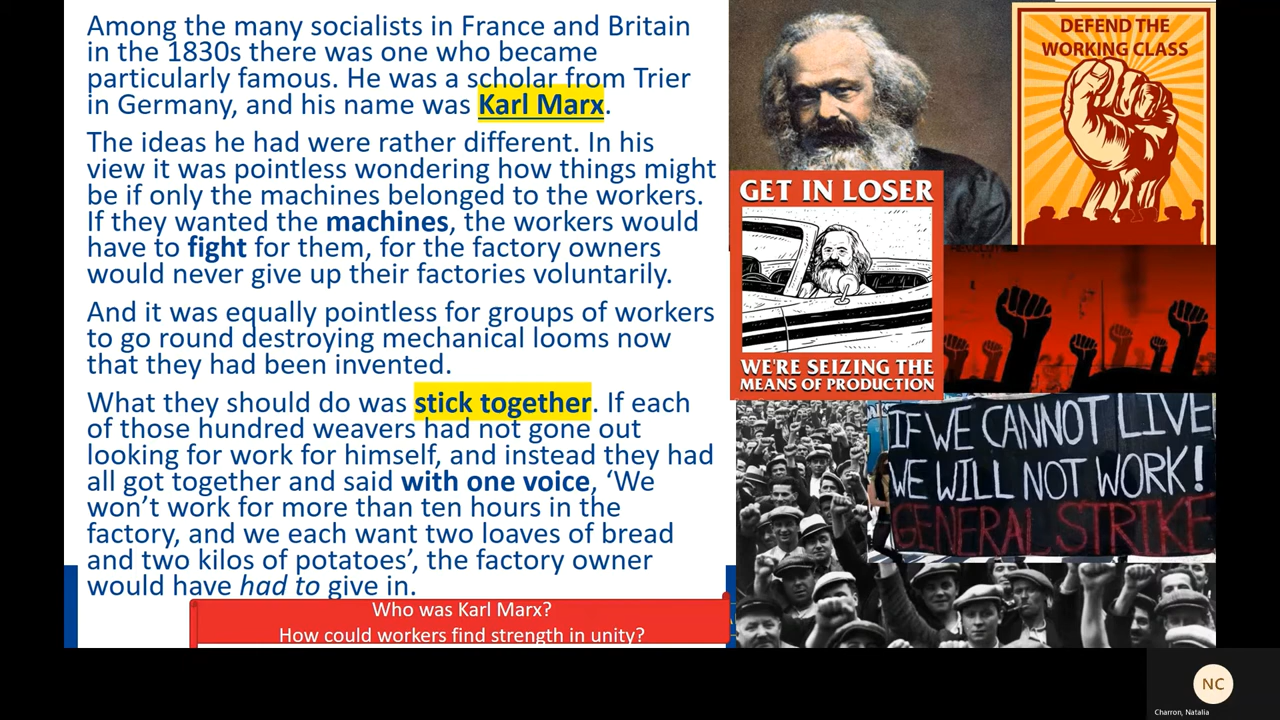 Among the many socialists in France and Britain
in the 1830s there was one who became
particularly famous. He was a scholar from Trier
in Germany, and his name was Karl Marx.
The ideas he had were rather different. In his
view it was pointless wondering how things might
be if only the machines belonged to the workers.
If they wanted the machines, the workers would
have to fight for them, for the factory owners
would never give up their factories voluntarily.
And it was equally pointless for groups of workers
to go round destroying mechanical looms now
that they had been invented.
What they should do was stick together. If each
of those hundred weavers had not gone out
looking for work for himself, and instead they had
all got together and said with one voice, ‘We
won’t work for more than ten hours in the
factory, and we each want two loaves of bread
and two kilos of potatoes’, the factory owner
would have had to give in.
Who was Karl Marx?
How could workers find strength in unity?
DEFEND THE
WORKING CLASS
GET IN LOSER
WE'RE SEIZING THE
MEANS OF PRODUCTION
IF WE CANNOT LIVE
WE WILL NOT WORK!
GENERAL STRIKE
NC
Charron, Natalia